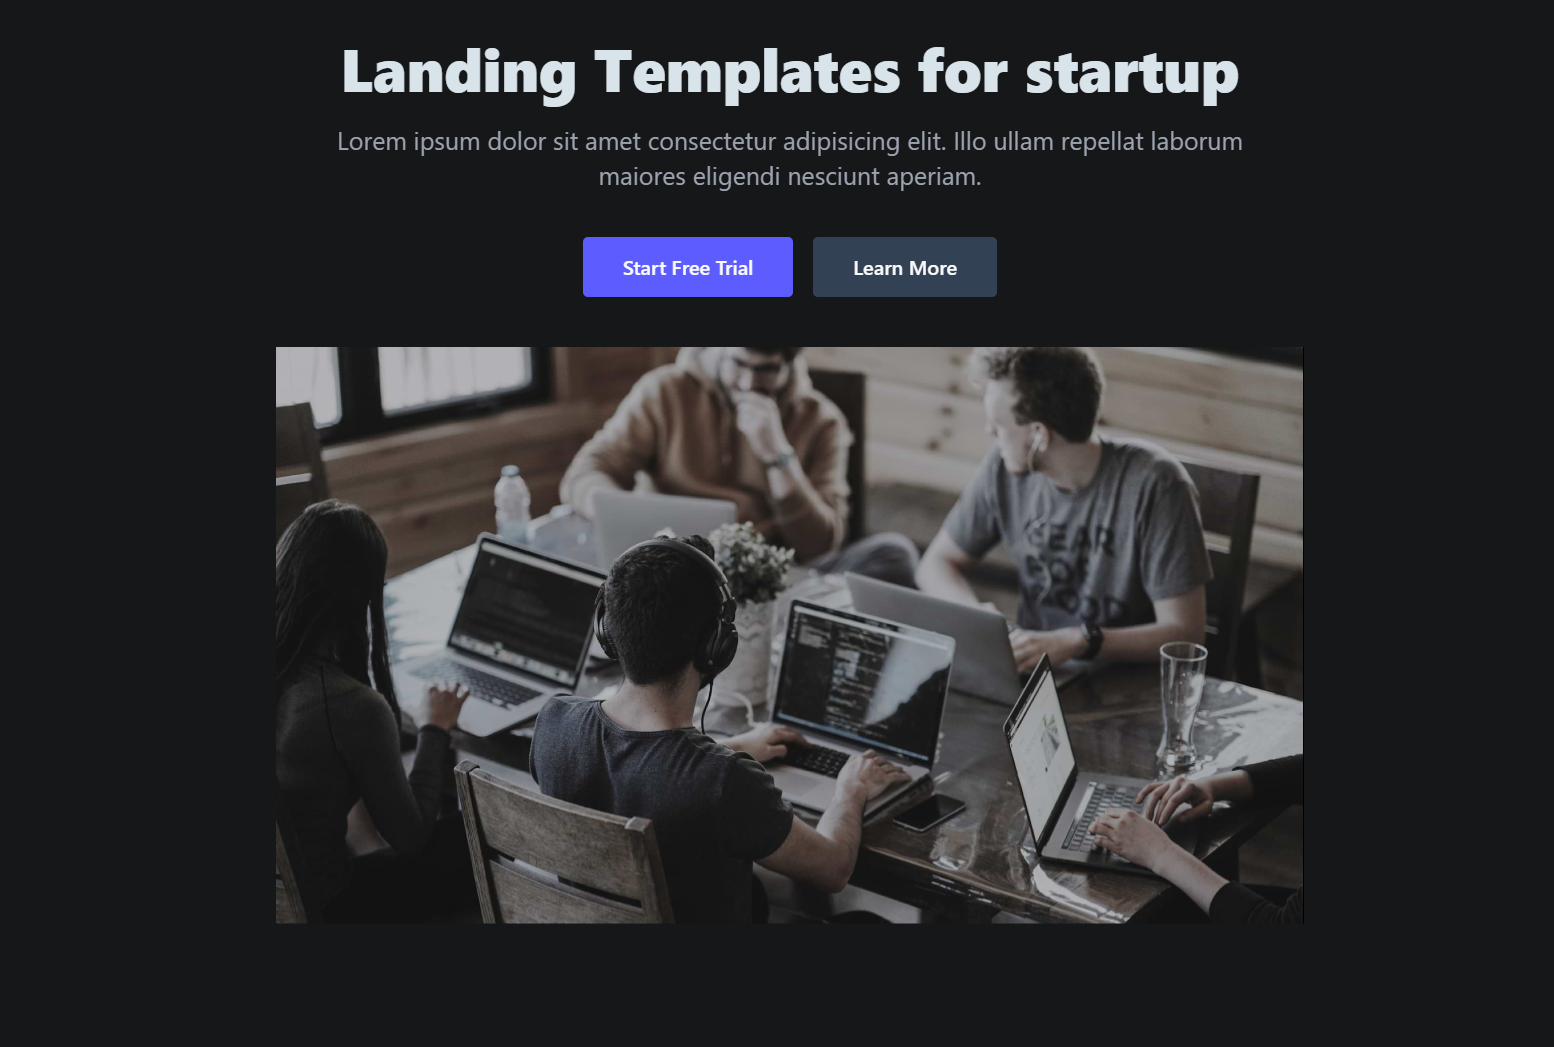 Landing Templates for startup
Lorem ipsum dolor sit amet consectetur adipisicing elit. Illo ullam repellat laborum
maiores eligendi nesciunt aperiam.
Start Free Trial
Learn More